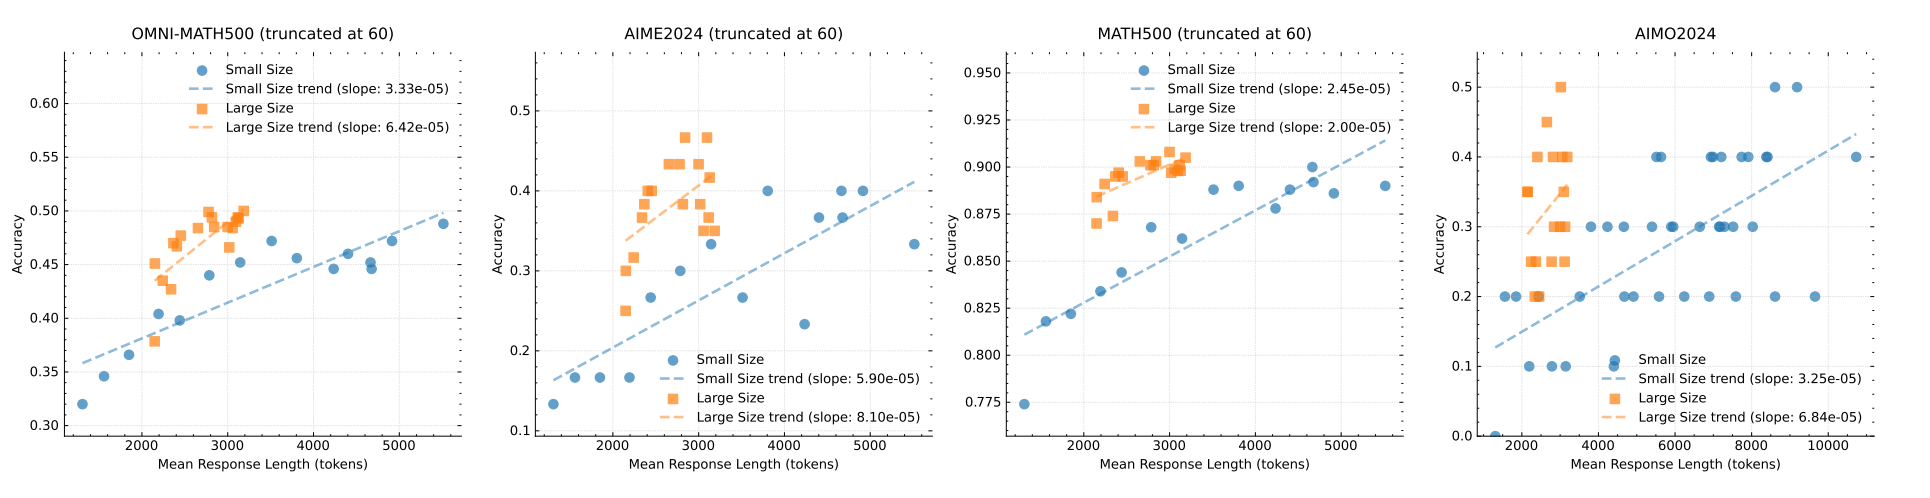 OMNI-MATH500 (truncated at 60)
Small Size
Small Size trend (slope: 3.33e-05)
Large Size
Large Size trend (slope: 6.42e-05)
0.60
0.55
0.50
0.45
0.40
0.35
0.30
Accuracy
2000 3000 4000 5000
Mean Response Length (tokens)
AIME2024 (truncated at 60)
0.5
0.4
0.3
0.2
0.1
Accuracy
Small Size
Small Size trend (slope: 5.90e-05)
Large Size
Large Size trend (slope: 8.10e-05)
2000 3000 4000 5000
Mean Response Length (tokens)
MATH500 (truncated at 60)
Small Size
Small Size trend (slope: 2.45e-05)
Large Size
Large Size trend (slope: 2.00e-05)
0.950
0.925
0.900
0.875
0.850
0.825
0.800
0.775
Accuracy
2000 3000 4000 5000
Mean Response Length (tokens)
AIMO2024
0.5
0.4
0.3
0.2
0.1
0.0
Accuracy
Small Size
Small Size trend (slope: 3.25e-05)
Large Size
Large Size trend (slope: 6.84e-05)
2000 4000 6000 8000 10000
Mean Response Length (tokens)